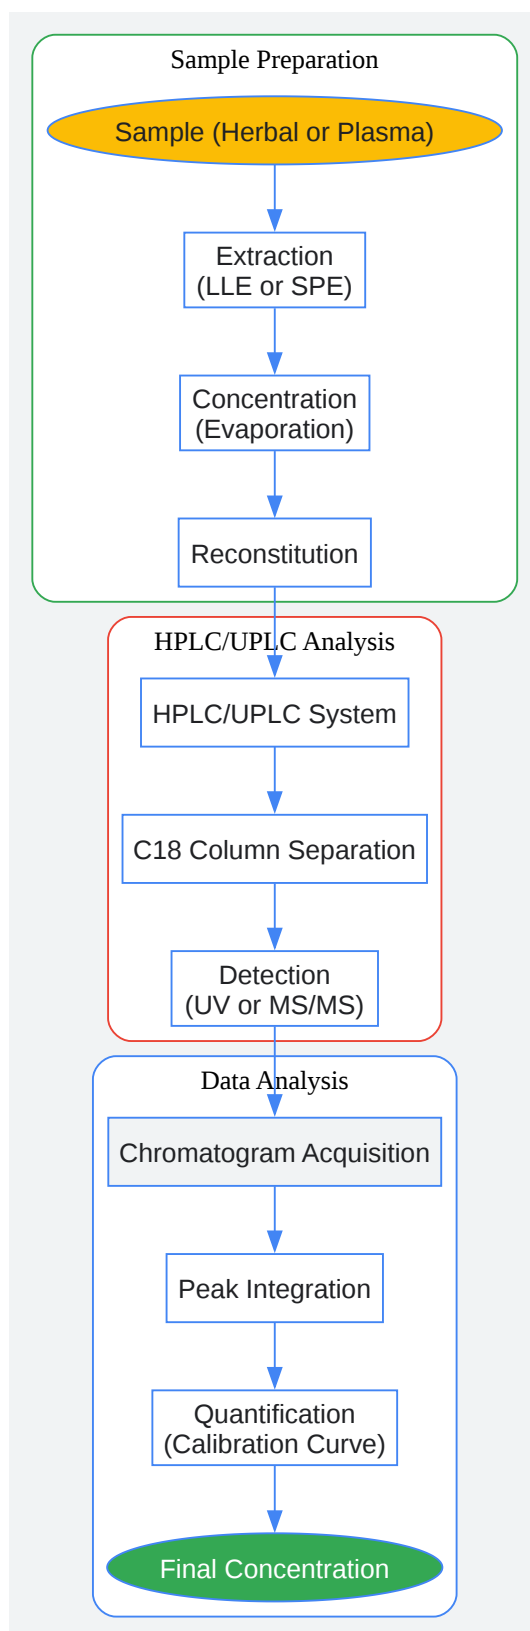 Sample Preparation
Sample (Herbal or Plasma)
Extraction
(LLE or SPE)
Concentration
(Evaporation)
Reconstitution
HPLC/UPLC Analysis
HPLC/UPLC System
C18 Column Separation
Detection
(UV or MS/MS)
Data Analysis
Chromatogram Acquisition
Peak Integration
Quantification
(Calibration Curve)
Final Concentration